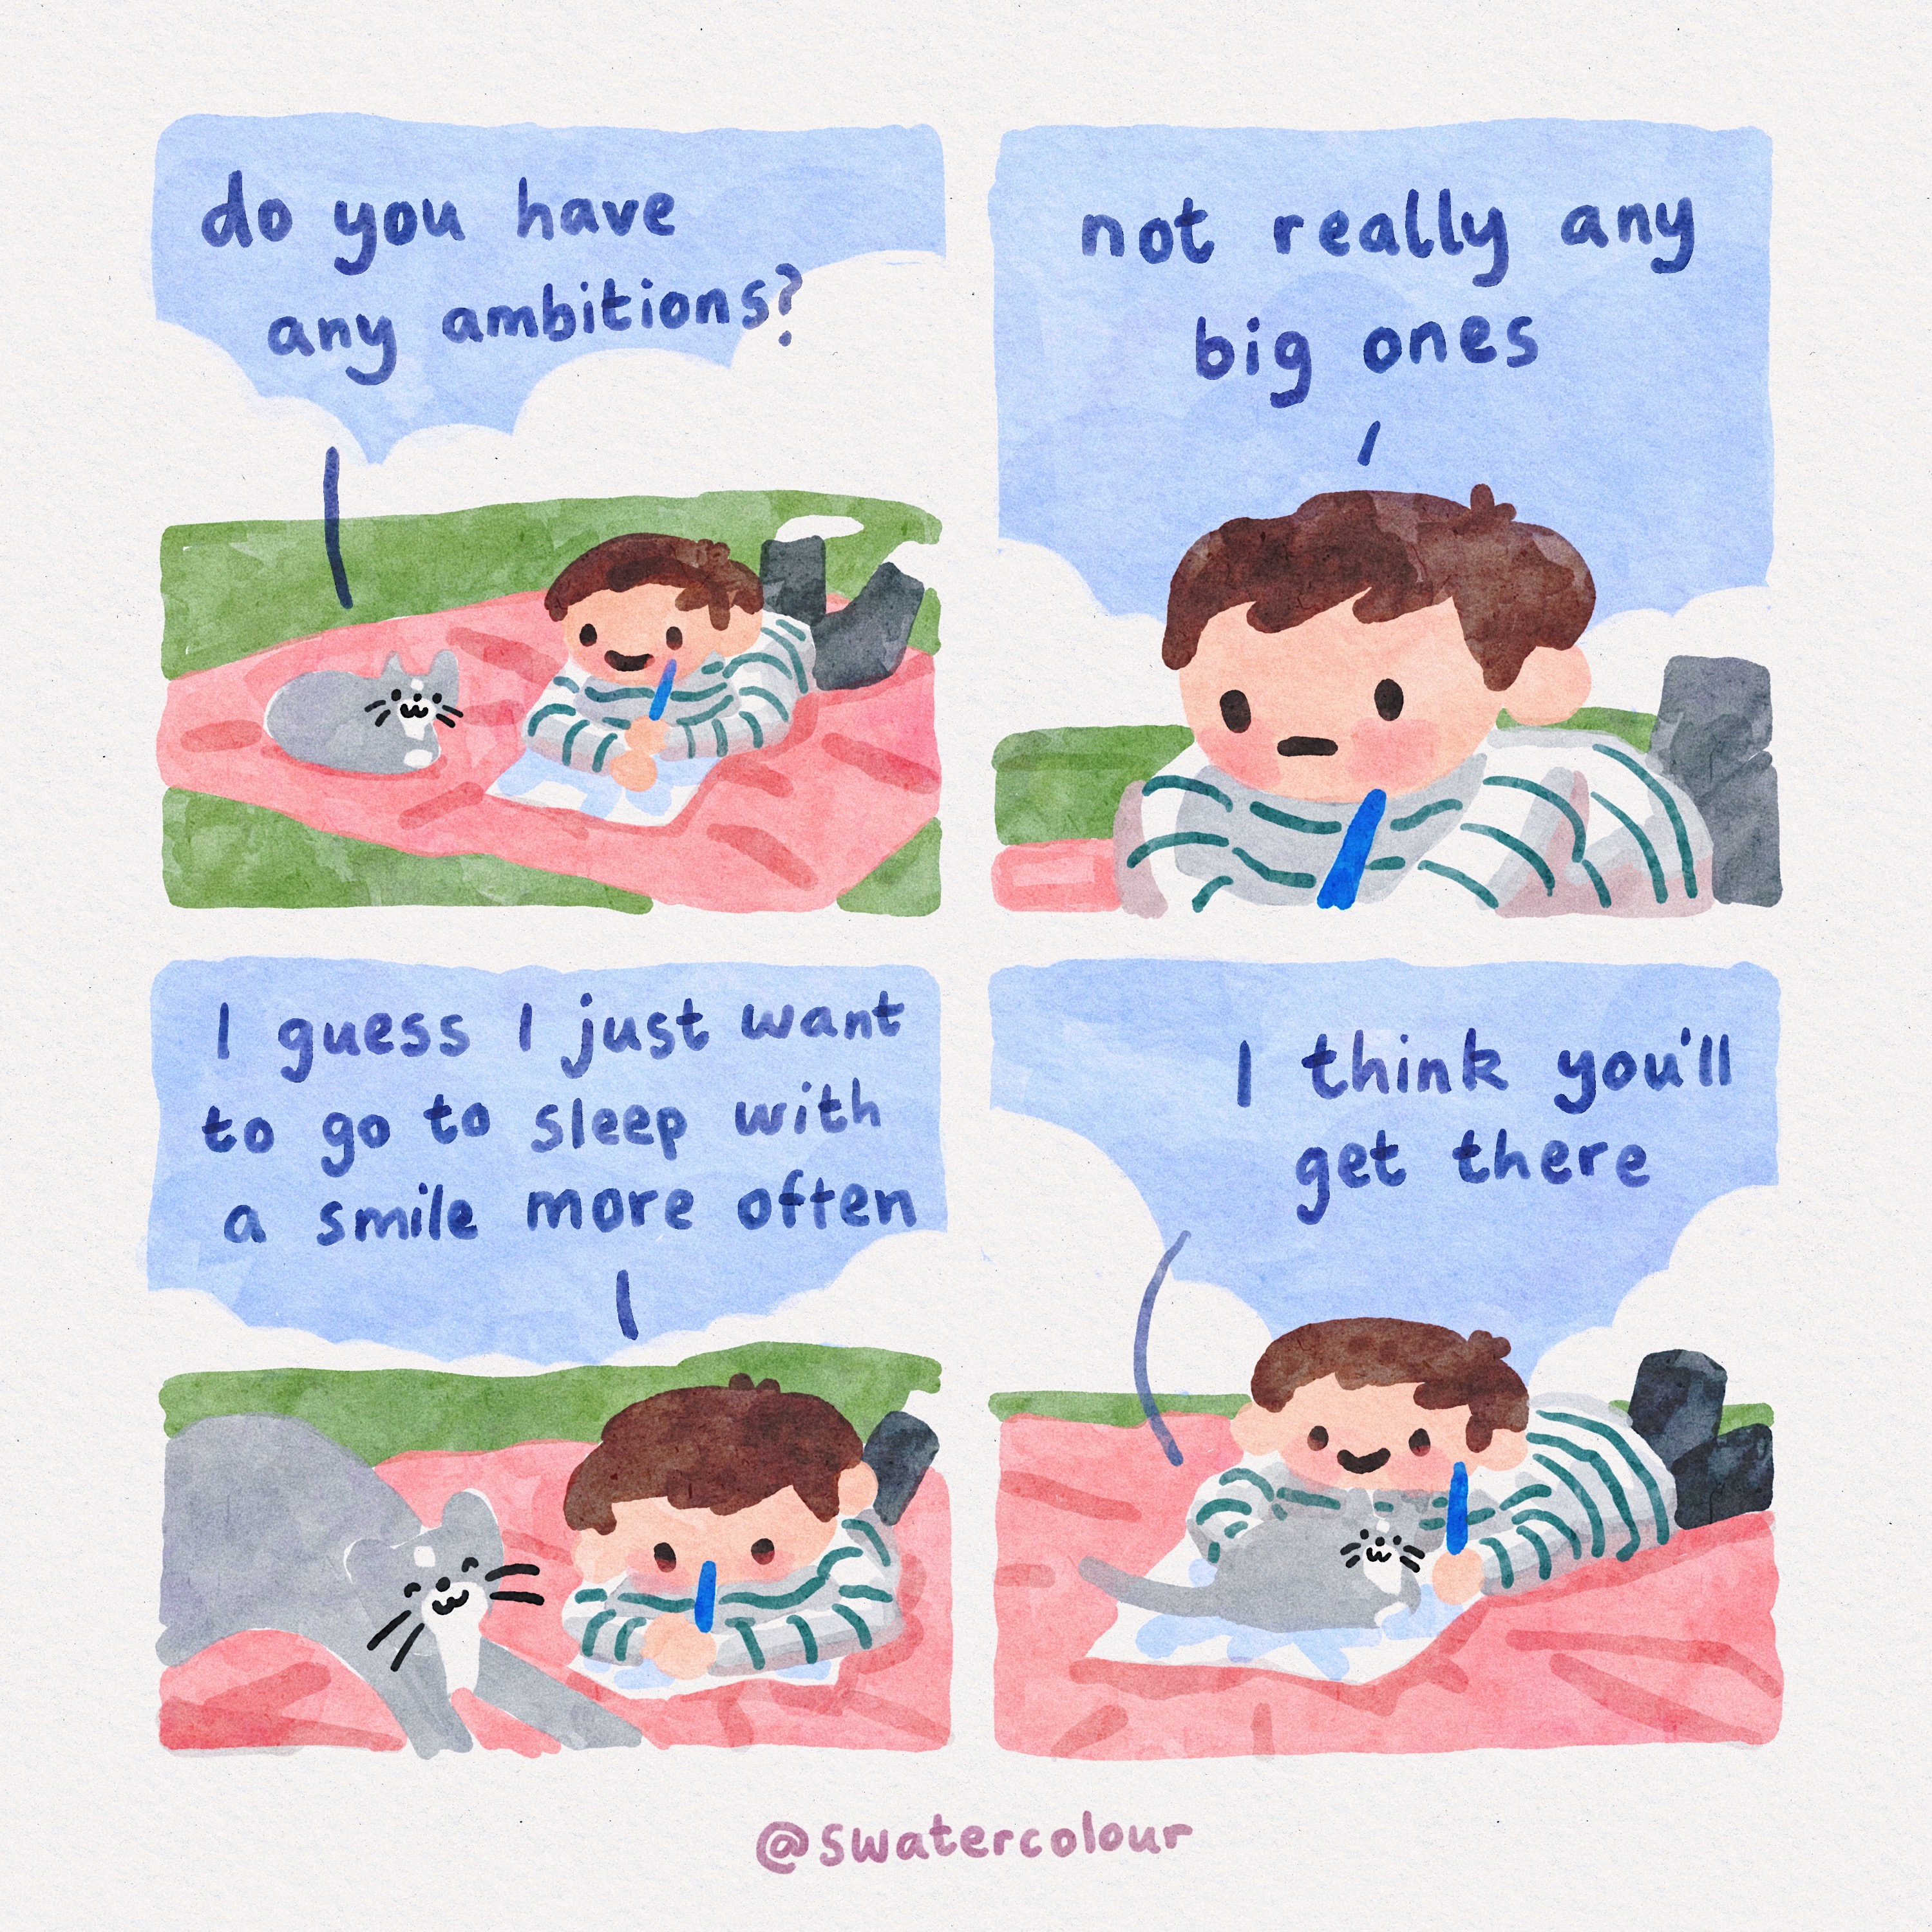 do you have
any ambitions?
not really any
big ones
I guess I just want
to go to sleep with
a smile more often
I think you'll
get there
@swatercolour